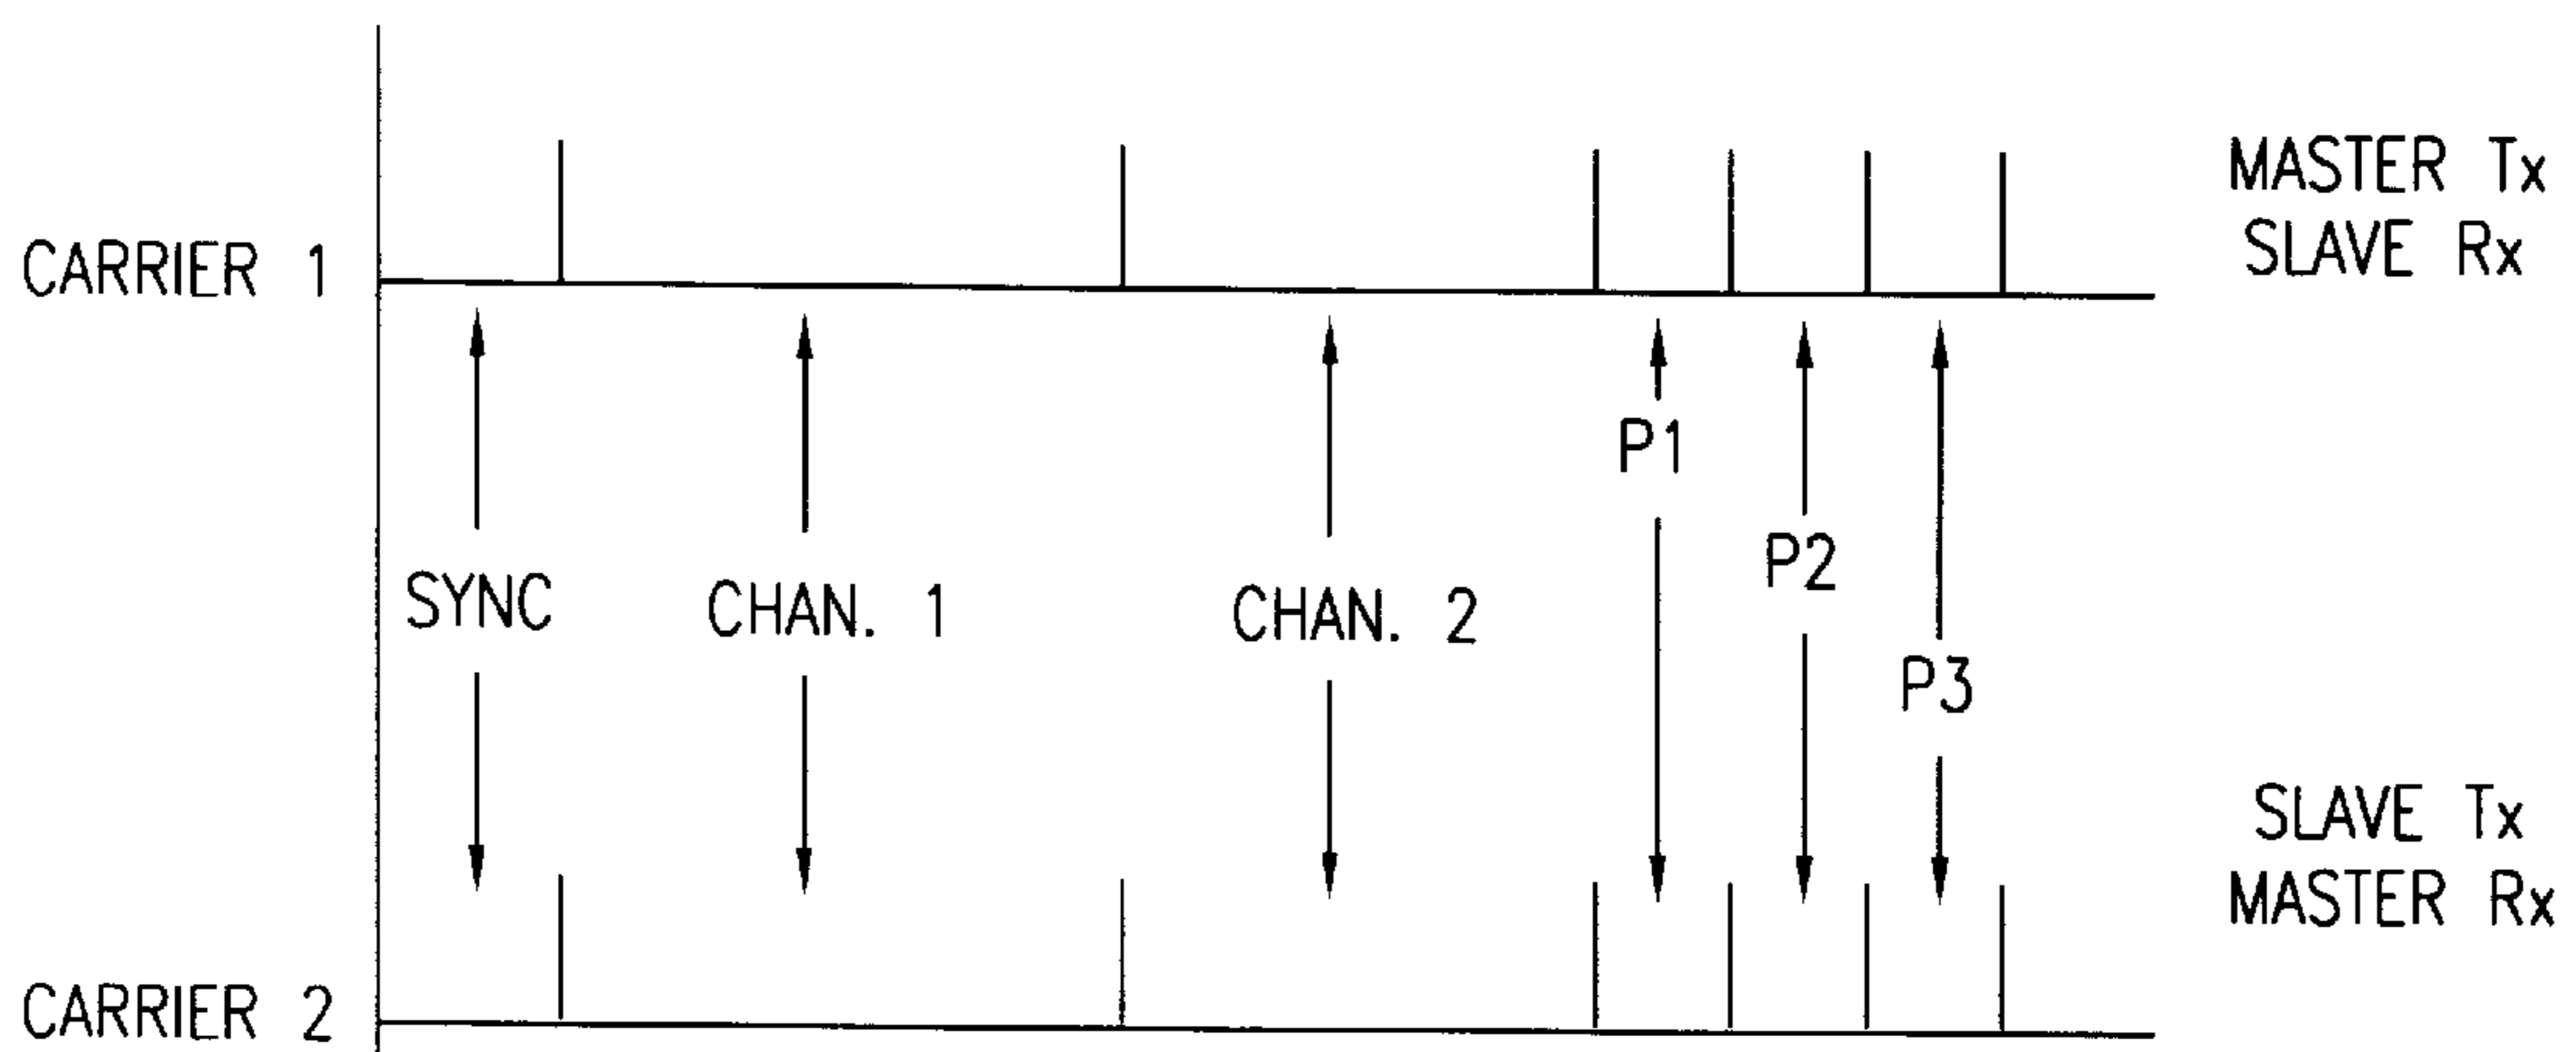 MASTER Tx
SLAVE Rx
CARRIER 1
P1
P2
SYNC
CHAN. 1
CHAN. 2
P3
SLAVE Tx
MASTER Rx
CARRIER 2